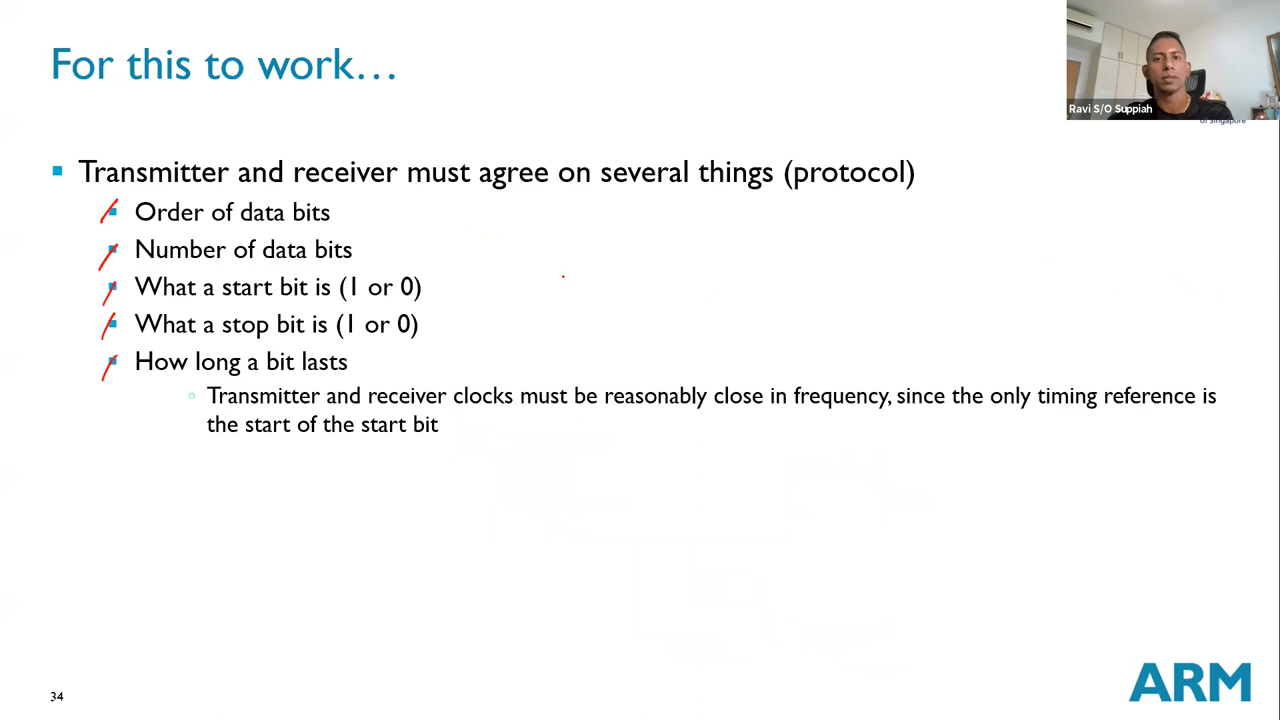 For this to work…
Ravi S/O Suppiah
of Singapore
Transmitter and receiver must agree on several things (protocol)
Order of data bits
Number of data bits
What a start bit is (1 or 0)
What a stop bit is (1 or 0)
How long a bit lasts
Transmitter and receiver clocks must be reasonably close in frequency, since the only timing reference is
the start of the start bit
34
ARM